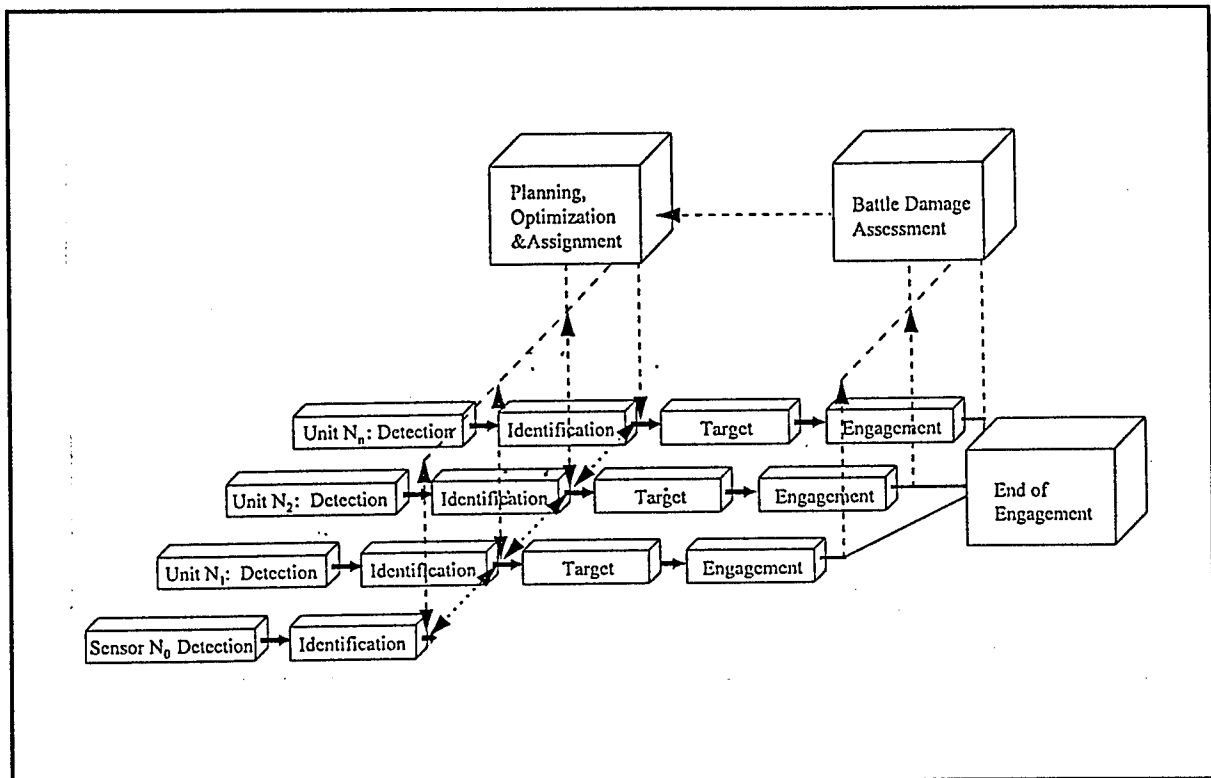 Planning,
Optimization
&Assignment
Battle Damage
Assessment
Unit Nₙ: Detection
Identification
Target
Engagement
Unit N₂: Detection
Identification
Target
Engagement
End of
Engagement
Unit N₁: Detection
Identification
Target
Engagement
Sensor N₀ Detection
Identification